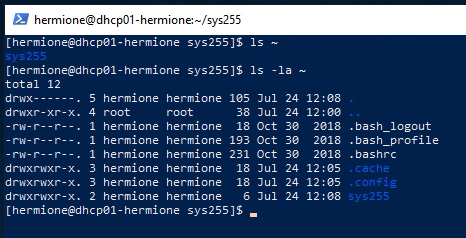 hermione@dhcp01-hermione:~/sys255
[hermione@dhcp01-hermione sys255]$ ls ~
sys255
[hermione@dhcp01-hermione sys255]$ ls -la ~
total 12
drwx------. 5 hermione hermione 105 Jul 24 12:08 .
drwxr-xr-x. 4 root     root      38 Jul 24 12:00 ..
-rw-r--r--. 1 hermione hermione  18 Oct 30  2018 .bash_logout
-rw-r--r--. 1 hermione hermione 193 Oct 30  2018 .bash_profile
-rw-r--r--. 1 hermione hermione 231 Oct 30  2018 .bashrc
drwxrwxr-x. 3 hermione hermione  18 Jul 24 12:05 .cache
drwxrwxr-x. 3 hermione hermione  18 Jul 24 12:05 .config
drwxrwxr-x. 2 hermione hermione   6 Jul 24 12:08 sys255
[hermione@dhcp01-hermione sys255]$